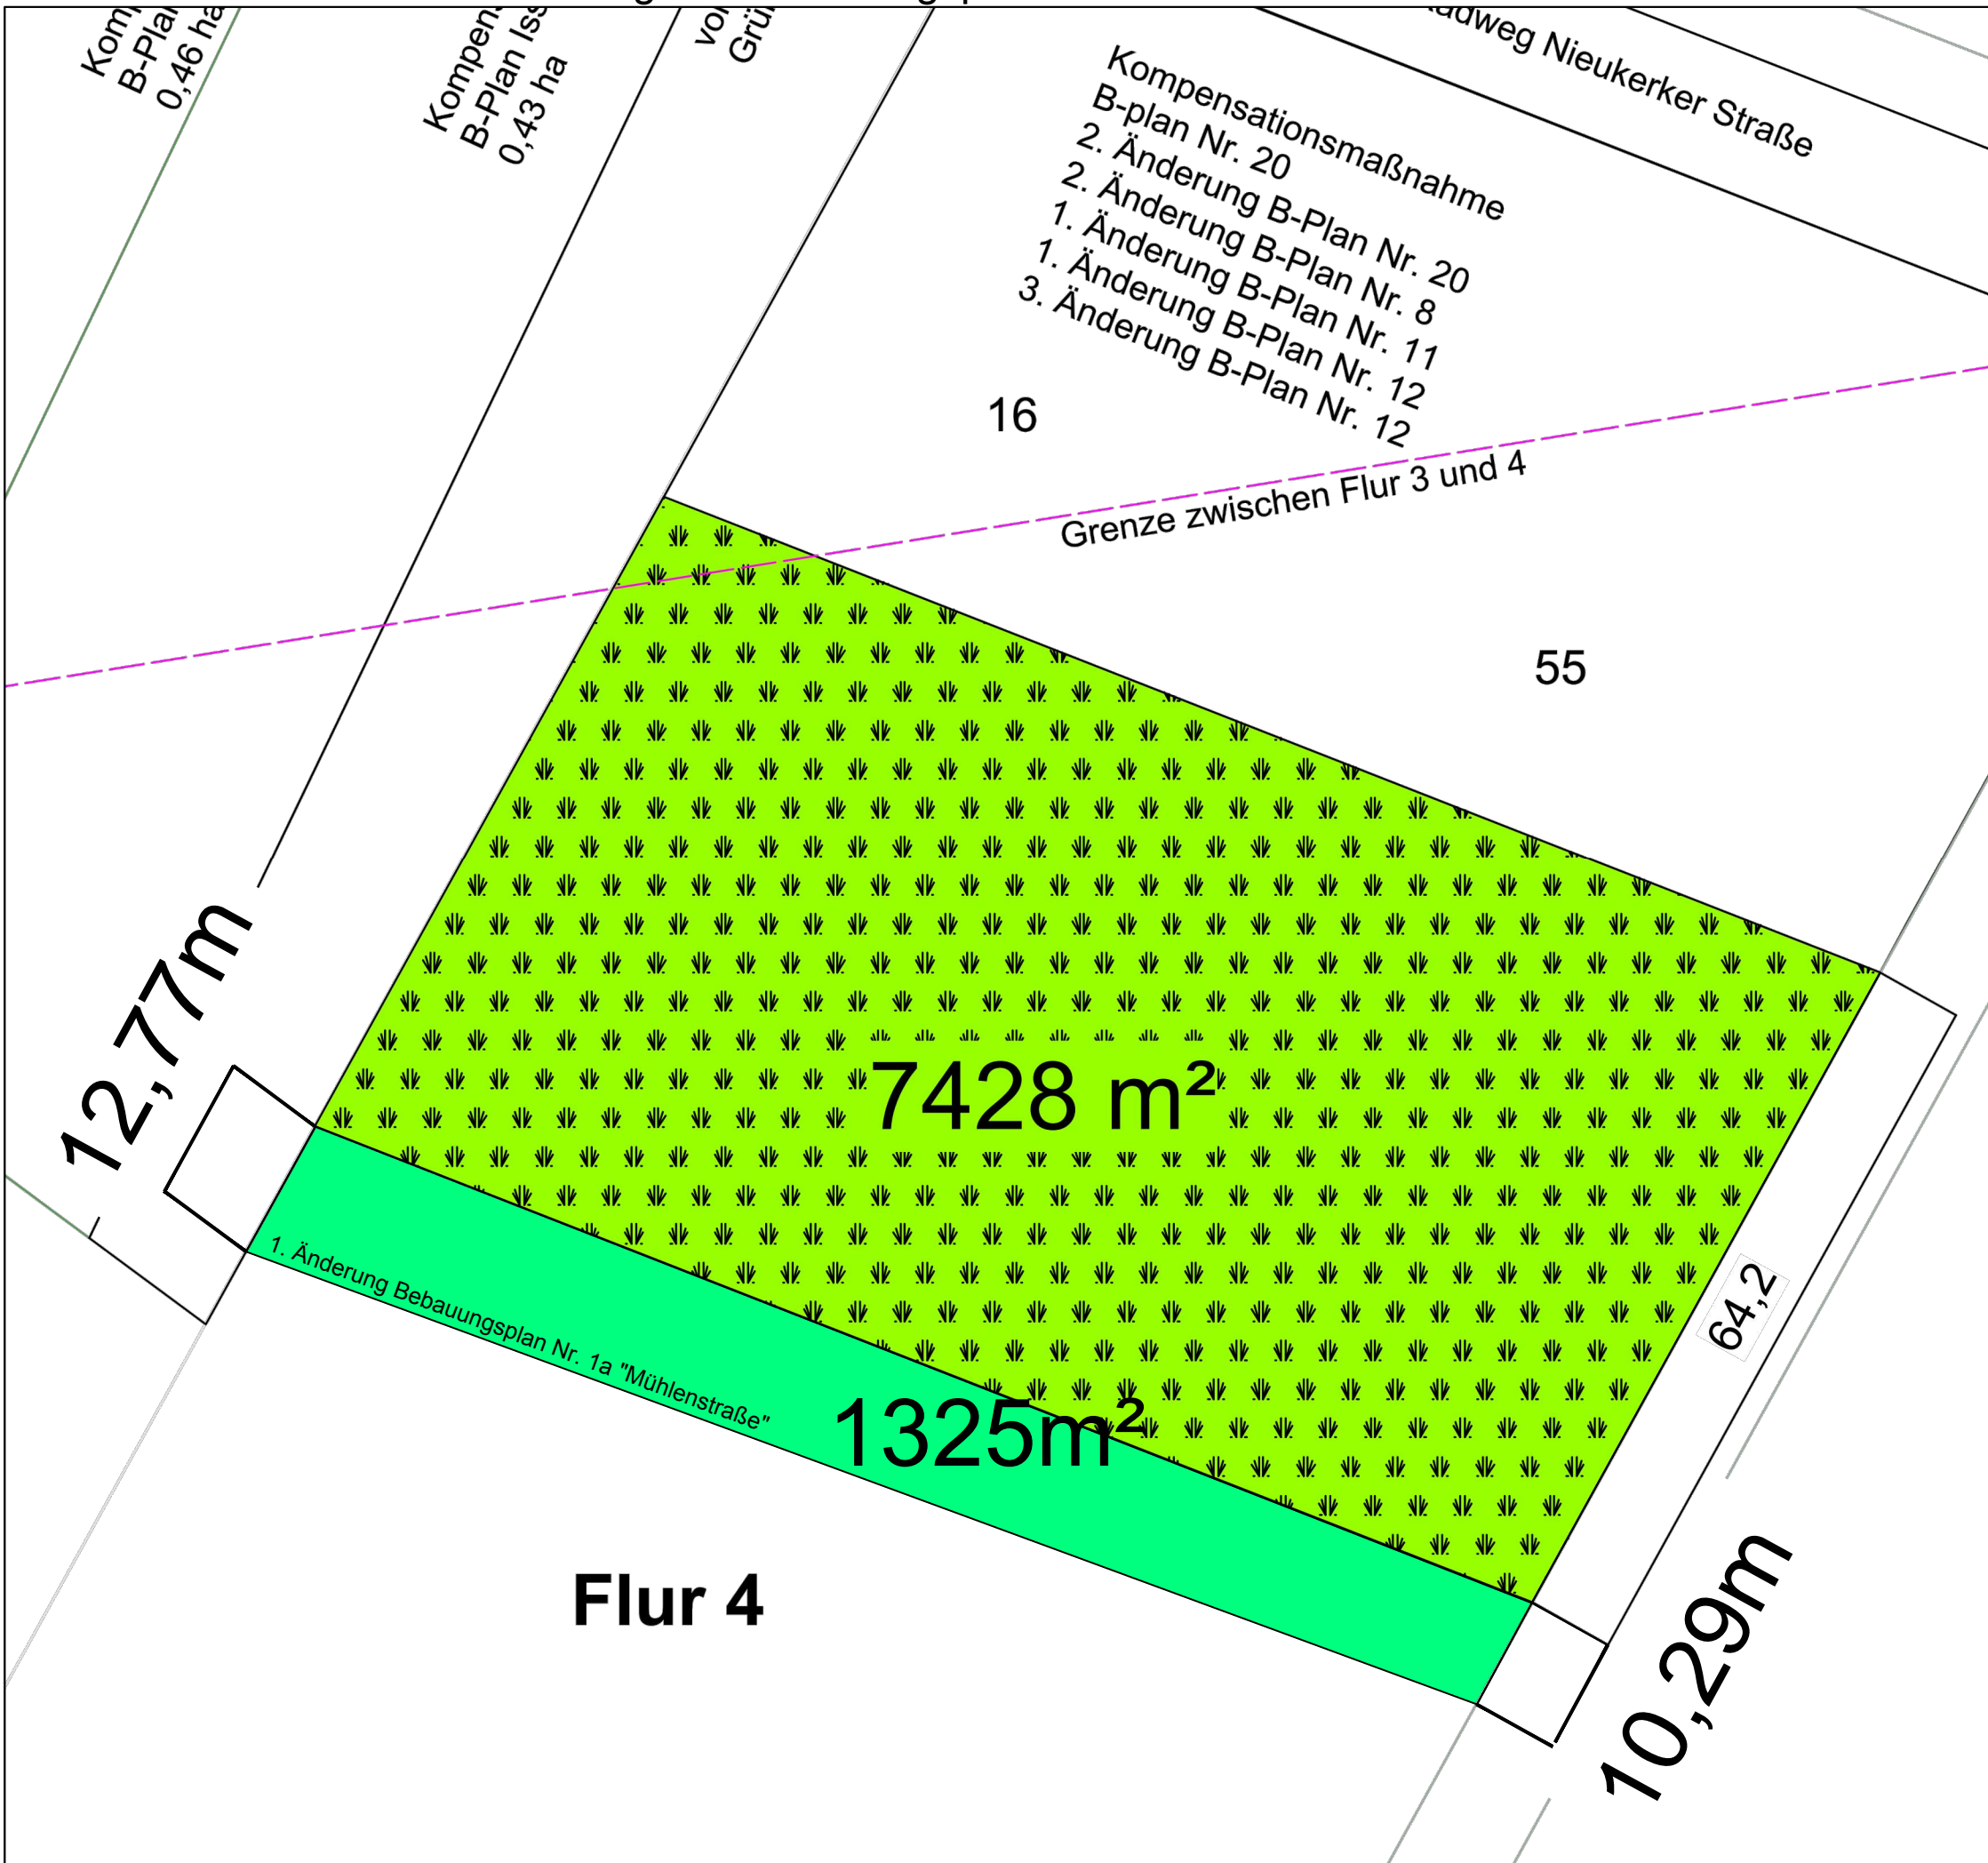 0,46 ha
0,43 ha
Nieukerker Straße
Kompensationsmaßnahme
B-plan Nr. 20
2. Änderung B-Plan Nr. 20
2. Änderung B-Plan Nr. 8
1. Änderung B-Plan Nr. 11
1. Änderung B-Plan Nr. 12
3. Änderung B-Plan Nr. 12
16
Grenze zwischen Flur 3 und 4
55
12,77m
7428 m²
64,2
1. Änderung Bebauungsplan Nr. 1a "Mühlenstraße"
1325m²
Flur 4
10,29m